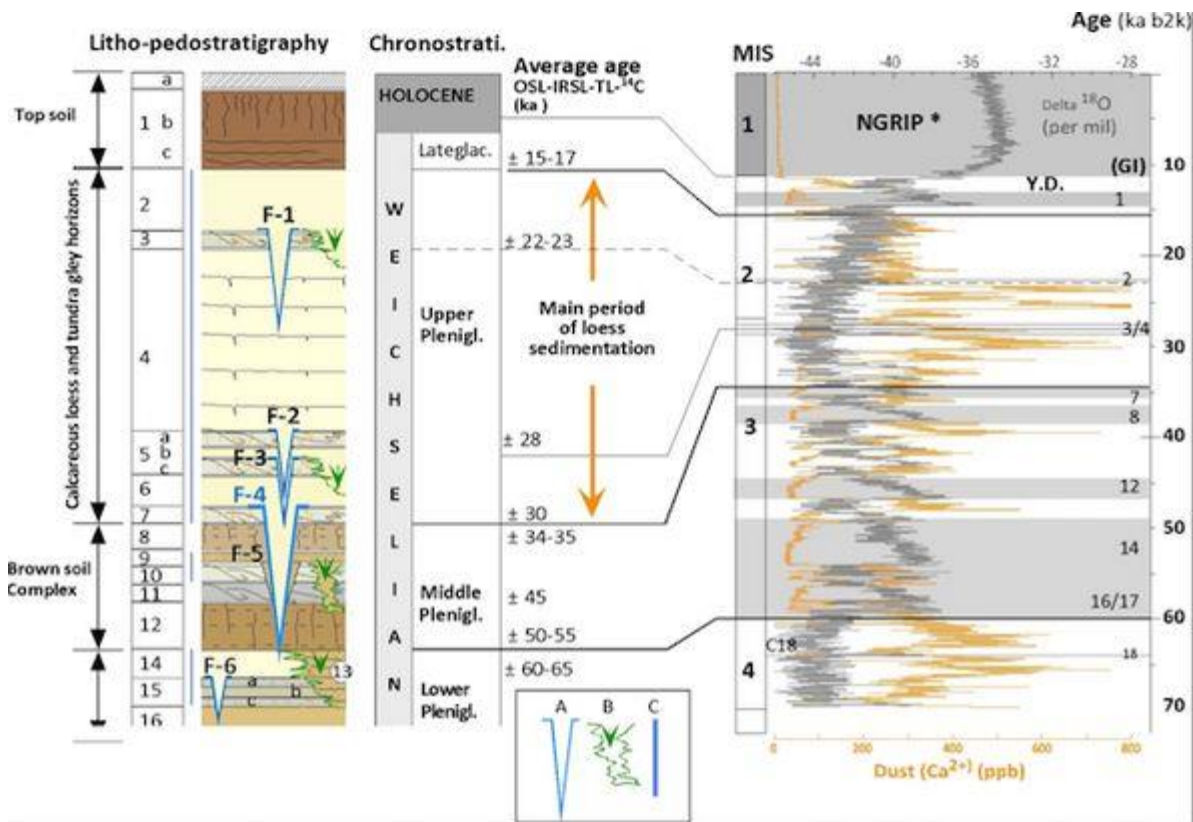 Age (ka b2k)
Litho-pedostratigraphy
Chronostrati.
Average age
OSL-IRSL-TL-¹⁴C
(ka )
MIS
-44
-40
-36
-28
Top soil
a
1 b
c
HOLOCENE
Lateglac.
± 15-17
1
NGRIP *
Delta ¹⁸O
(per mil)
10
(GI)
Y.D.
1
Calcareous loess and tundra gley horizons
2
3
4
5
a
b
c
6
7
F-1
F-2
F-3
F-4
WEICHSELIAN
± 22-23
Upper
Plenigl.
Main period
of loess
sedimentation
± 28
± 30
2
20
2
3/4
30
7
3
8
40
12
50
14
16/17
60
Brown soil
Complex
8
9
10
11
12
F-5
± 34-35
Middle
Plenigl.
± 45
± 50-55
14
15
16
F-6
a
b
c
13
± 60-65
Lower
Plenigl.
A
B
C
C18
4
18
70
0
200
400
600
800
Dust (Ca²⁺) (ppb)